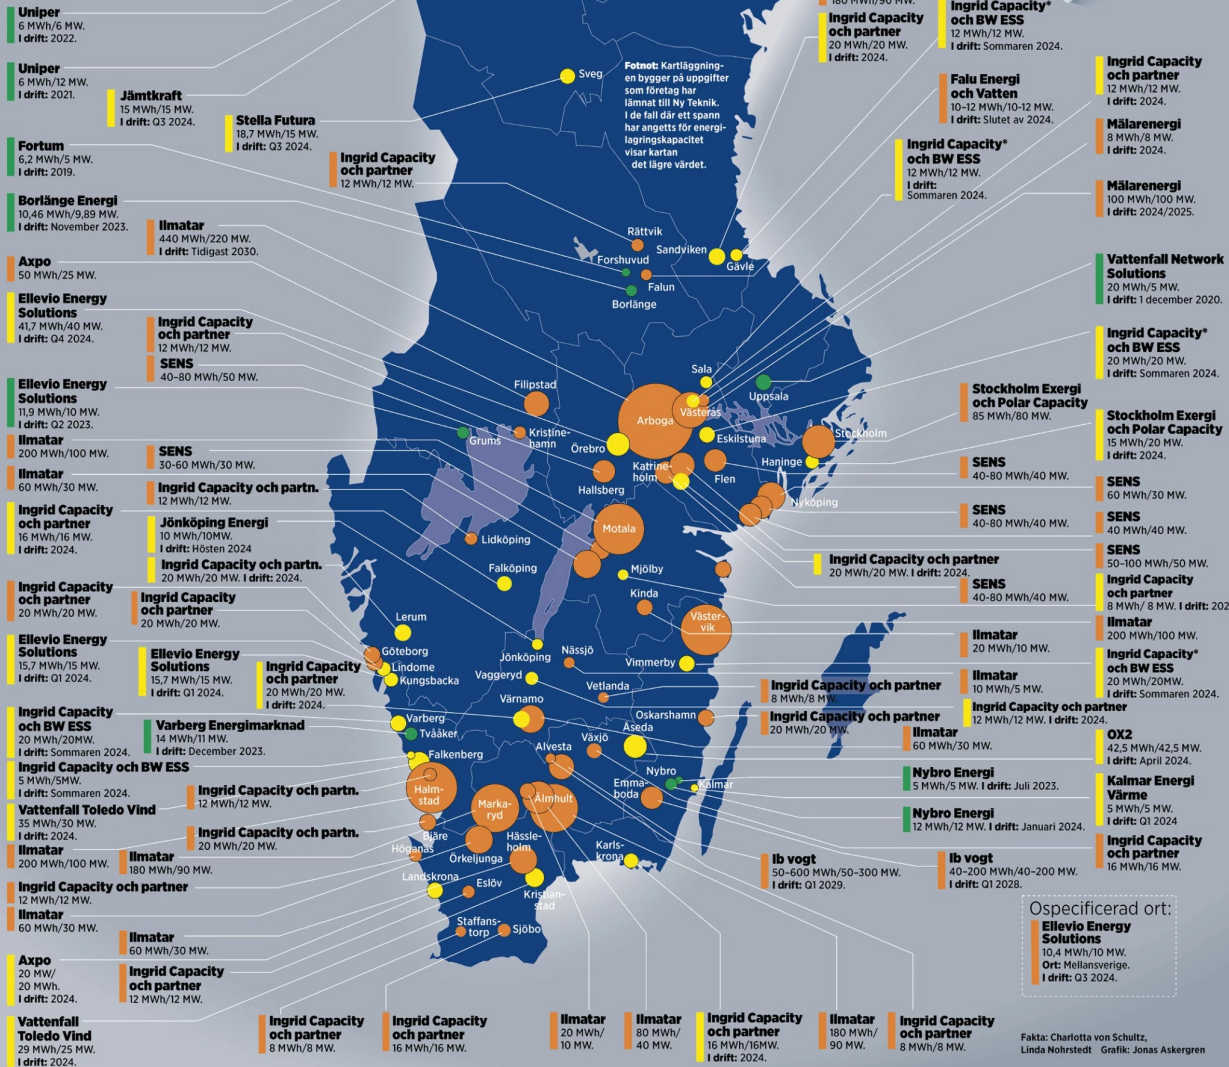 Uniper
6 MWh/6 MW.
I drift: 2022.
Uniper
6 MWh/12 MW.
I drift: 2021.
Jämtkraft
15 MWh/15 MW.
I drift: Q3 2024.
Stella Futura
18,7 MWh/15 MW.
I drift: Q3 2024.
Fortum
6,2 MWh/5 MW.
I drift: 2019.
Ingrid Capacity
och partner
12 MWh/12 MW.
Borlänge Energi
10,46 MWh/9,89 MW.
I drift: November 2023.
Ilmatar
440 MWh/220 MW.
I drift: Tidigast 2030.
Axpo
50 MWh/25 MW.
Ellevio Energy
Solutions
41,7 MWh/40 MW.
I drift: Q4 2024.
Ingrid Capacity
och partner
12 MWh/12 MW.
SENS
40–80 MWh/50 MW.
Ellevio Energy
Solutions
11,9 MWh/10 MW.
I drift: Q2 2023.
Ilmatar
200 MWh/100 MW.
SENS
30-60 MWh/30 MW.
Ilmatar
60 MWh/30 MW.
Ingrid Capacity och partn.
12 MWh/12 MW.
Ingrid Capacity
och partner
16 MWh/16 MW.
I drift: 2024.
Jönköping Energi
10 MWh/10MW.
I drift: Hösten 2024
Ingrid Capacity och partn.
20 MWh/20 MW. I drift: 2024.
Ingrid Capacity
och partner
20 MWh/20 MW.
Ingrid Capacity
och partner
20 MWh/20 MW.
Ellevio Energy
Solutions
15,7 MWh/15 MW.
I drift: Q1 2024.
Ellevio Energy
Solutions
15,7 MWh/15 MW.
I drift: Q1 2024.
Ingrid Capacity
och partner
20 MWh/20 MW.
I drift: 2024.
Ingrid Capacity
och BW ESS
20 MWh/20MW.
I drift: Sommaren 2024.
Varberg Energimarknad
14 MWh/11 MW.
I drift: December 2023.
Ingrid Capacity och BW ESS
5 MWh/5MW.
I drift: Sommaren 2024.
Ingrid Capacity och partn.
12 MWh/12 MW.
Vattenfall Toledo Vind
35 MWh/30 MW.
I drift: 2024.
Ingrid Capacity och partn.
20 MWh/20 MW.
Ilmatar
200 MWh/100 MW.
Ilmatar
180 MWh/90 MW.
Ingrid Capacity och partner
12 MWh/12 MW.
Ilmatar
60 MWh/30 MW.
Ilmatar
60 MWh/30 MW.
Axpo
20 MW/
20 MWh.
I drift: 2024.
Ingrid Capacity
och partner
12 MWh/12 MW.
Vattenfall
Toledo Vind
29 MWh/25 MW.
I drift: 2024.
Ingrid Capacity
och partner
8 MWh/8 MW.
Ingrid Capacity
och partner
16 MWh/16 MW.
Ilmatar
20 MWh/
10 MW.
Ilmatar
80 MWh/
40 MW.
Ingrid Capacity
och partner
16 MWh/16MW.
I drift: 2024.
Ilmatar
180 MWh/
90 MW.
Ingrid Capacity
och partner
8 MWh/8 MW.
Fotnot: Kartläggning-
en bygger på uppgifter
som företag har
lämnat till Ny Teknik.
I de fall där ett spann
har angetts för energi-
lagringskapacitet
visar kartan
det lägre värdet.
Sveg
Rättvik
Sandviken
Gävle
Forshuvud
Falun
Borlänge
Sala
Uppsala
Filipstad
Arboga
Västerås
Grums
Kristine-
hamn
Örebro
Eskilstuna
Stockholm
Haninge
Katrine-
holm
Flen
Hallsberg
Nyköping
Motala
Lidköping
Falköping
Mjölby
Kinda
Väster-
vik
Lerum
Göteborg
Lindome
Kungsbacka
Jönköping
Nässjö
Vimmerby
Vaggeryd
Vetlanda
Värnamo
Oskarshamn
Varberg
Tvååker
Åseda
Växjö
Alvesta
Falkenberg
Nybro
Kalmar
Emma-
boda
Halm-
stad
Marka-
ryd
Älmhult
Bjäre
Höganäs
Hässle-
holm
Örkeljunga
Karls-
krona
Landskrona
Eslöv
Kristian-
stad
Staffans-
torp
Sjöbo
180 MWh/90 MW.
Ingrid Capacity
och partner
20 MWh/20 MW.
I drift: 2024.
Ingrid Capacity*
och BW ESS
12 MWh/12 MW.
I drift: Sommaren 2024.
Falu Energi
och Vatten
10–12 MWh/10-12 MW.
I drift: Slutet av 2024.
Ingrid Capacity
och partner
12 MWh/12 MW.
I drift: 2024.
Mälarenergi
8 MWh/8 MW.
I drift: 2024.
Ingrid Capacity*
och BW ESS
12 MWh/12 MW.
I drift:
Sommaren 2024.
Mälarenergi
100 MWh/100 MW.
I drift: 2024/2025.
Vattenfall Network
Solutions
20 MWh/5 MW.
I drift: 1 december 2020.
Ingrid Capacity*
och BW ESS
20 MWh/20 MW.
I drift: Sommaren 2024.
Stockholm Exergi
och Polar Capacity
85 MWh/80 MW.
Stockholm Exergi
och Polar Capacity
15 MW/20 MW.
I drift: 2024.
SENS
40-80 MWh/40 MW.
SENS
60 MWh/30 MW.
SENS
40-80 MWh/40 MW.
SENS
40 MWh/40 MW.
SENS
50–100 MWh/50 MW.
Ingrid Capacity och partner
20 MWh/20 MW. I drift: 2024.
SENS
40-80 MWh/40 MW.
Ingrid Capacity
och partner
8 MWh/ 8 MW. I drift: 202
Ilmatar
200 MWh/100 MW.
Ilmatar
20 MWh/10 MW.
Ingrid Capacity*
och BW ESS
20 MWh/20MW.
I drift: Sommaren 2024.
Ilmatar
10 MWh/5 MW.
Ingrid Capacity och partner
8 MWh/8 MW.
Ingrid Capacity och partner
12 MWh/12 MW. I drift: 2024.
Ingrid Capacity och partner
20 MWh/20 MW.
Ilmatar
60 MWh/30 MW.
OX2
42,5 MWh/42,5 MW.
I drift: April 2024.
Nybro Energi
5 MWh/5 MW. I drift: Juli 2023.
Kalmar Energi
Värme
5 MWh/5 MW.
I drift: Q1 2024
Nybro Energi
12 MWh/12 MW. I drift: Januari 2024.
Ingrid Capacity
och partner
16 MWh/16 MW.
Ib vogt
50–600 MWh/50–300 MW.
I drift: Q1 2029.
Ib vogt
40–200 MWh/40–200 MW.
I drift: Q1 2028.
Ospecificerad ort:
Ellevio Energy
Solutions
10,4 MWh/10 MW.
Ort: Mellansverige.
I drift: Q3 2024.
Fakta: Charlotta von Schultz,
Linda Nohrstedt Grafik: Jonas Askergren